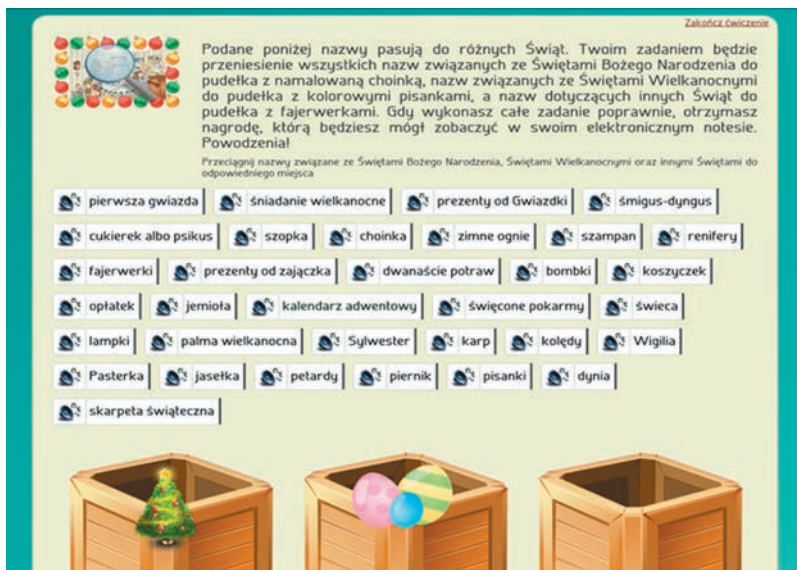 Zakończ ćwiczenie
Podane poniżej nazwy pasują do różnych Świąt. Twoim zadaniem będzie
przeniesienie wszystkich nazw związanych ze Świętami Bożego Narodzenia do
pudełka z namalowaną choinką, nazw związanych ze Świętami Wielkanocnymi
do pudełka z kolorowymi pisankami, a nazw dotyczących innych Świąt do
pudełka z fajerwerkami. Gdy wykonasz całe zadanie poprawnie, otrzymasz
nagrodę, którą będziesz mógł zobaczyć w swoim elektronicznym notesie.
Powodzenia!
Przeciągnij nazwy związane ze Świętami Bożego Narodzenia, Świętami Wielkanocnymi oraz innymi Świętami do
odpowiedniego miejsca
pierwsza gwiazda śniadanie wielkanocne prezenty od Gwiazdki śmigus-dyngus
cukierek albo psikus szopka choinka zimne ognie szampan renifery
fajerwerki prezenty od zajączka dwanaście potraw bombki koszyczek
opłatek jemioła kalendarz adwentowy święcone pokarmy świeca
lampki palma wielkanocna Sylwester karp kolędy Wigilia
Pasterka jasełka petardy piernik pisanki dynia
skarpeta świąteczna